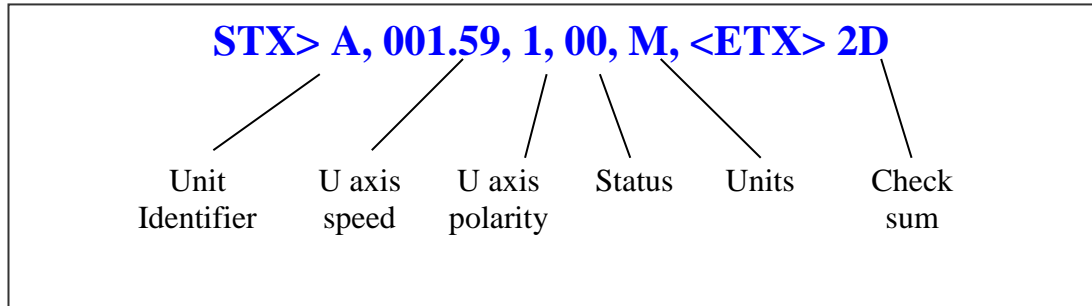 STX> A, 001.59, 1, 00, M, <ETX> 2D
Unit Identifier
U axis speed
U axis polarity
Status
Units
Check sum